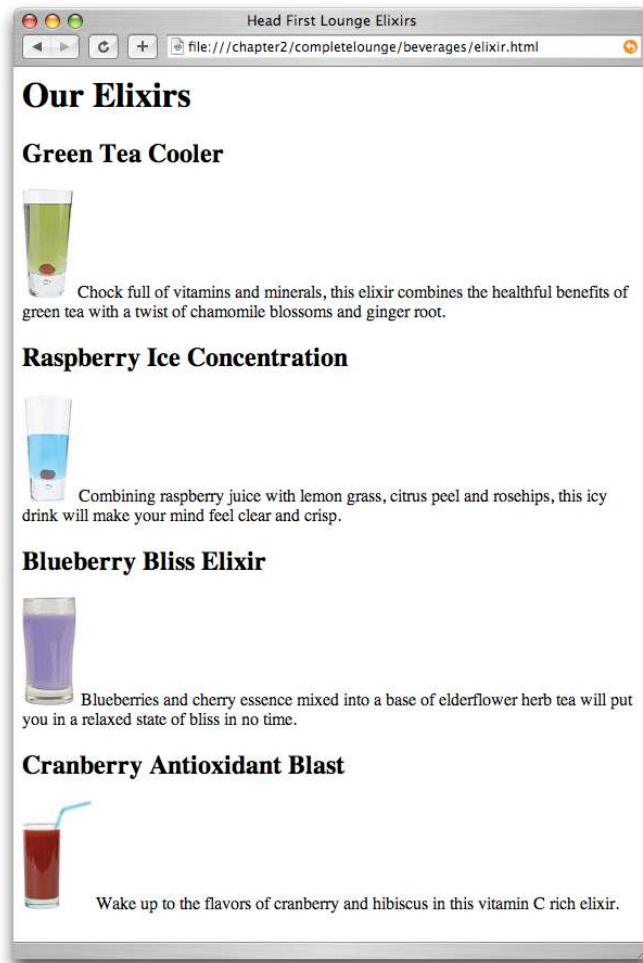 Head First Lounge Elixirs
file:///chapter2/completelounge/beverages/elixir.html
Our Elixirs
Green Tea Cooler
Chock full of vitamins and minerals, this elixir combines the healthful benefits of
green tea with a twist of chamomile blossoms and ginger root.
Raspberry Ice Concentration
Combining raspberry juice with lemon grass, citrus peel and rosehips, this icy
drink will make your mind feel clear and crisp.
Blueberry Bliss Elixir
Blueberries and cherry essence mixed into a base of elderflower herb tea will put
you in a relaxed state of bliss in no time.
Cranberry Antioxidant Blast
Wake up to the flavors of cranberry and hibiscus in this vitamin C rich elixir.